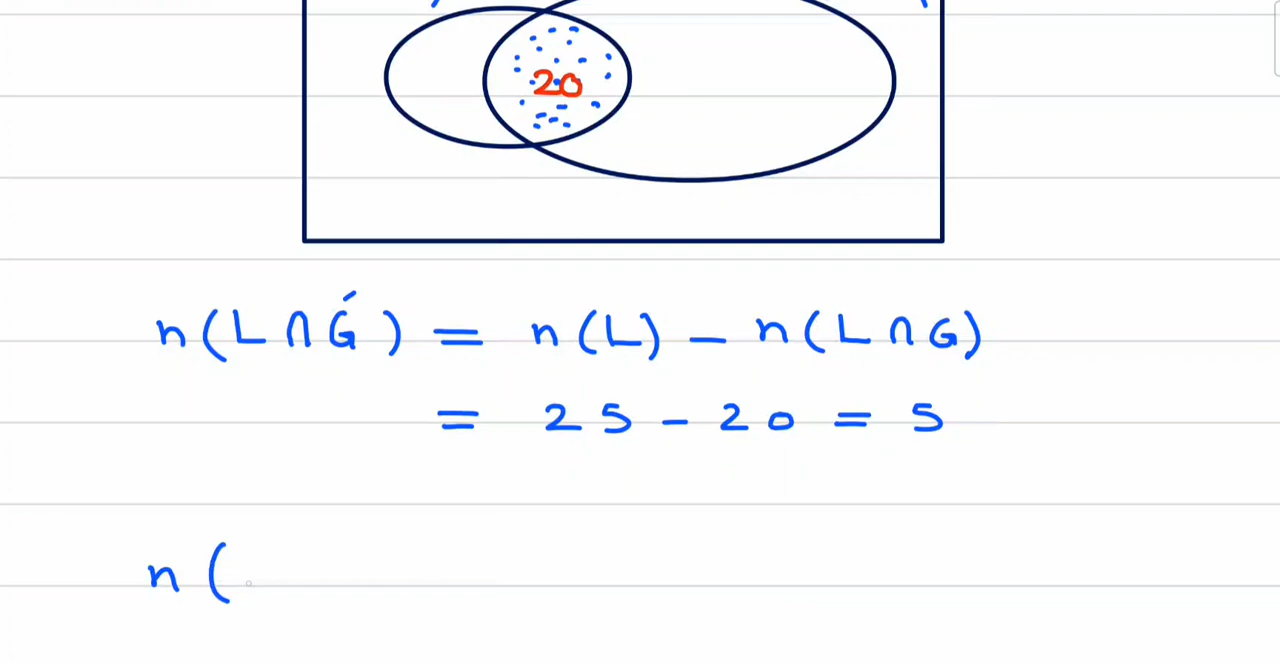 20
n(L∩G′) = n(L) – n(L∩G)
= 25 – 20 = 5
n(